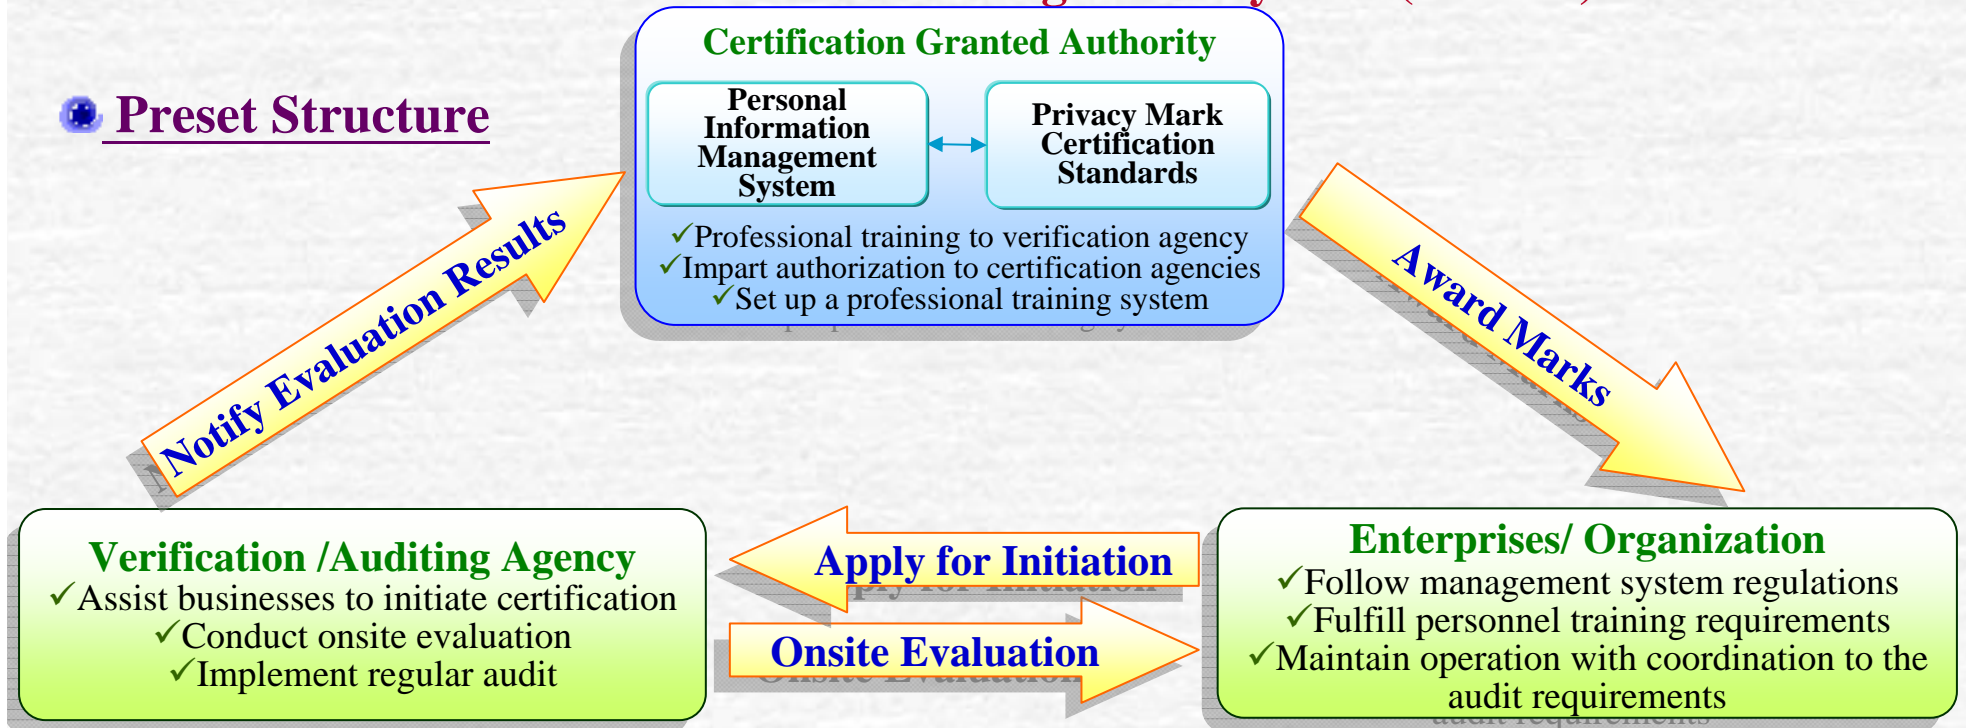 Certification Granted Authority
Preset Structure
Personal
Information
Management
System
Privacy Mark
Certification
Standards
✓Professional training to verification agency
✓Impart authorization to certification agencies
✓Set up a professional training system
Notify Evaluation Results
Award Marks
Verification /Auditing Agency
✓Assist businesses to initiate certification
✓Conduct onsite evaluation
✓Implement regular audit
Apply for Initiation
Onsite Evaluation
Enterprises/ Organization
✓Follow management system regulations
✓Fulfill personnel training requirements
✓Maintain operation with coordination to the
audit requirements